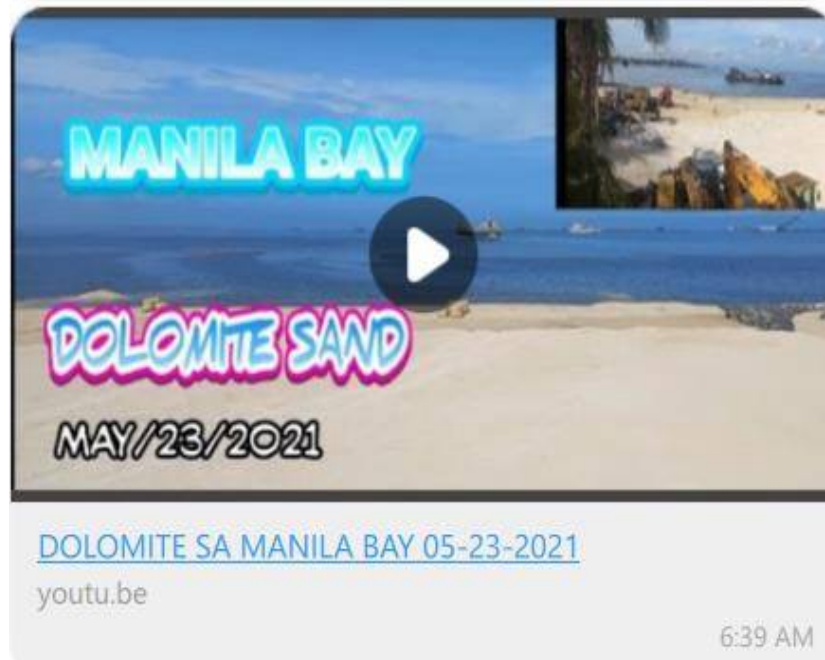 MANILA BAY
DOLOMITE SAND
MAY/23/2021
DOLOMITE SA MANILA BAY 05-23-2021
youtu.be
6:39 AM